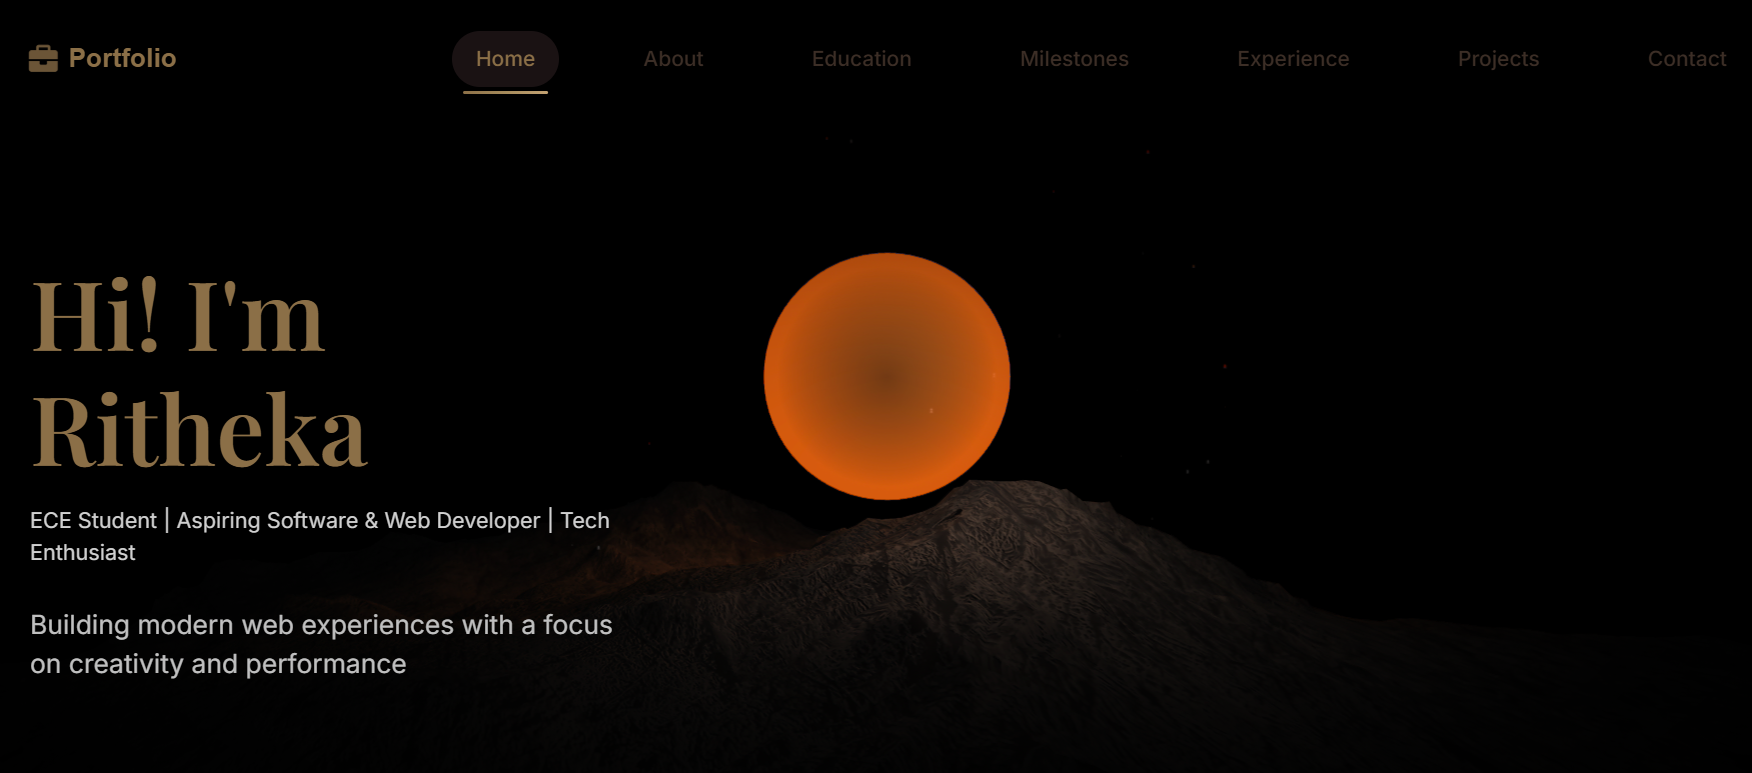 Portfolio
Home
About
Education
Milestones
Experience
Projects
Contact
Hi! I'm
Ritheka
ECE Student | Aspiring Software & Web Developer | Tech
Enthusiast
Building modern web experiences with a focus
on creativity and performance